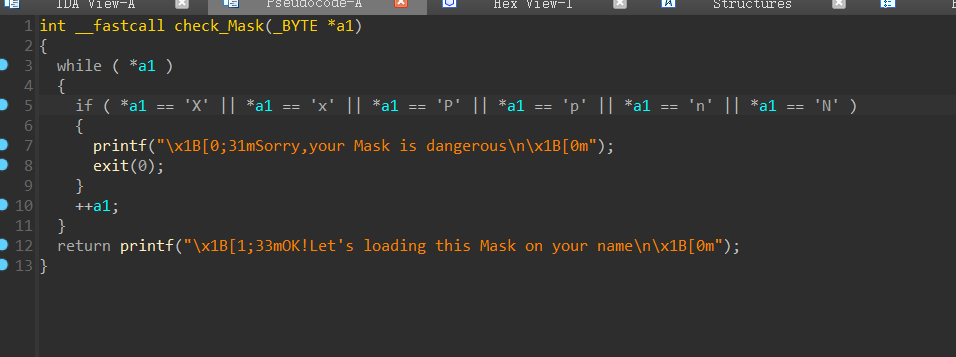 IDA View-A Pseudocode-A Hex View-1 Structures
1 int __fastcall check_Mask(_BYTE *a1)
2 {
3 while ( *a1 )
4 {
5 if ( *a1 == 'X' || *a1 == 'x' || *a1 == 'P' || *a1 == 'p' || *a1 == 'n' || *a1 == 'N' )
6 {
7 printf("\x1B[0;31mSorry,your Mask is dangerous\n\x1B[0m");
8 exit(0);
9 }
10 ++a1;
11 }
12 return printf("\x1B[1;33mOK!Let's loading this Mask on your name\n\x1B[0m");
13 }